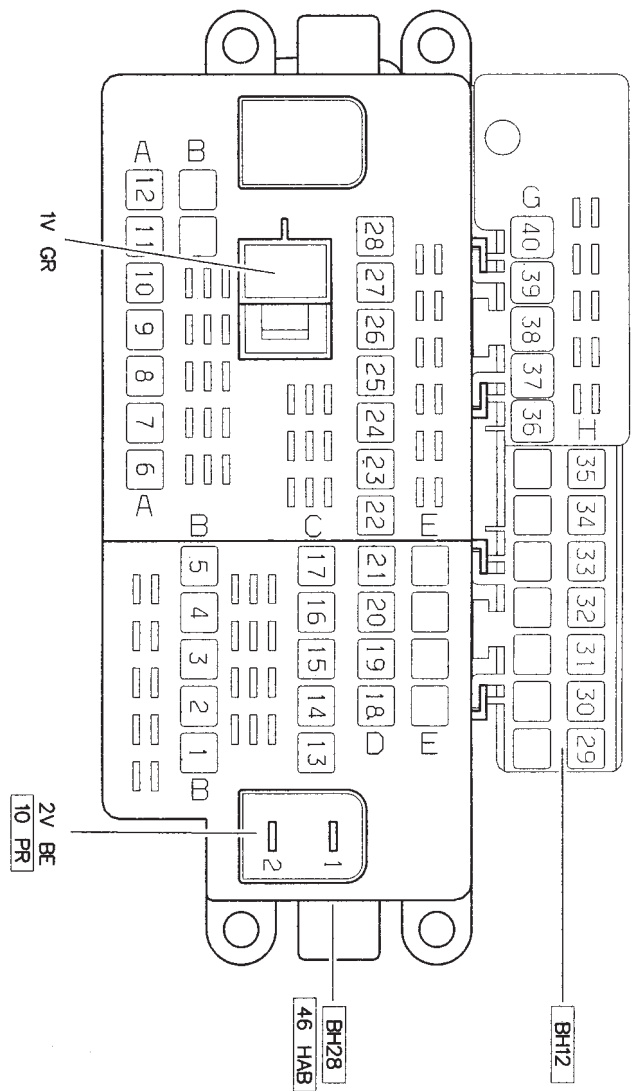 H 35 34 33 32 31 30 29
BH12
G 40 39 38 37 36
E E
28 27 26 25 24 23 22 21 20 19 18 D
1
BH28
46 HAB
C 17 16 15 14 13
2
B B 5 4 3 2 1 B
A 12 11 10 9 8 7 6 A
1V GR
2V BE
10 PR